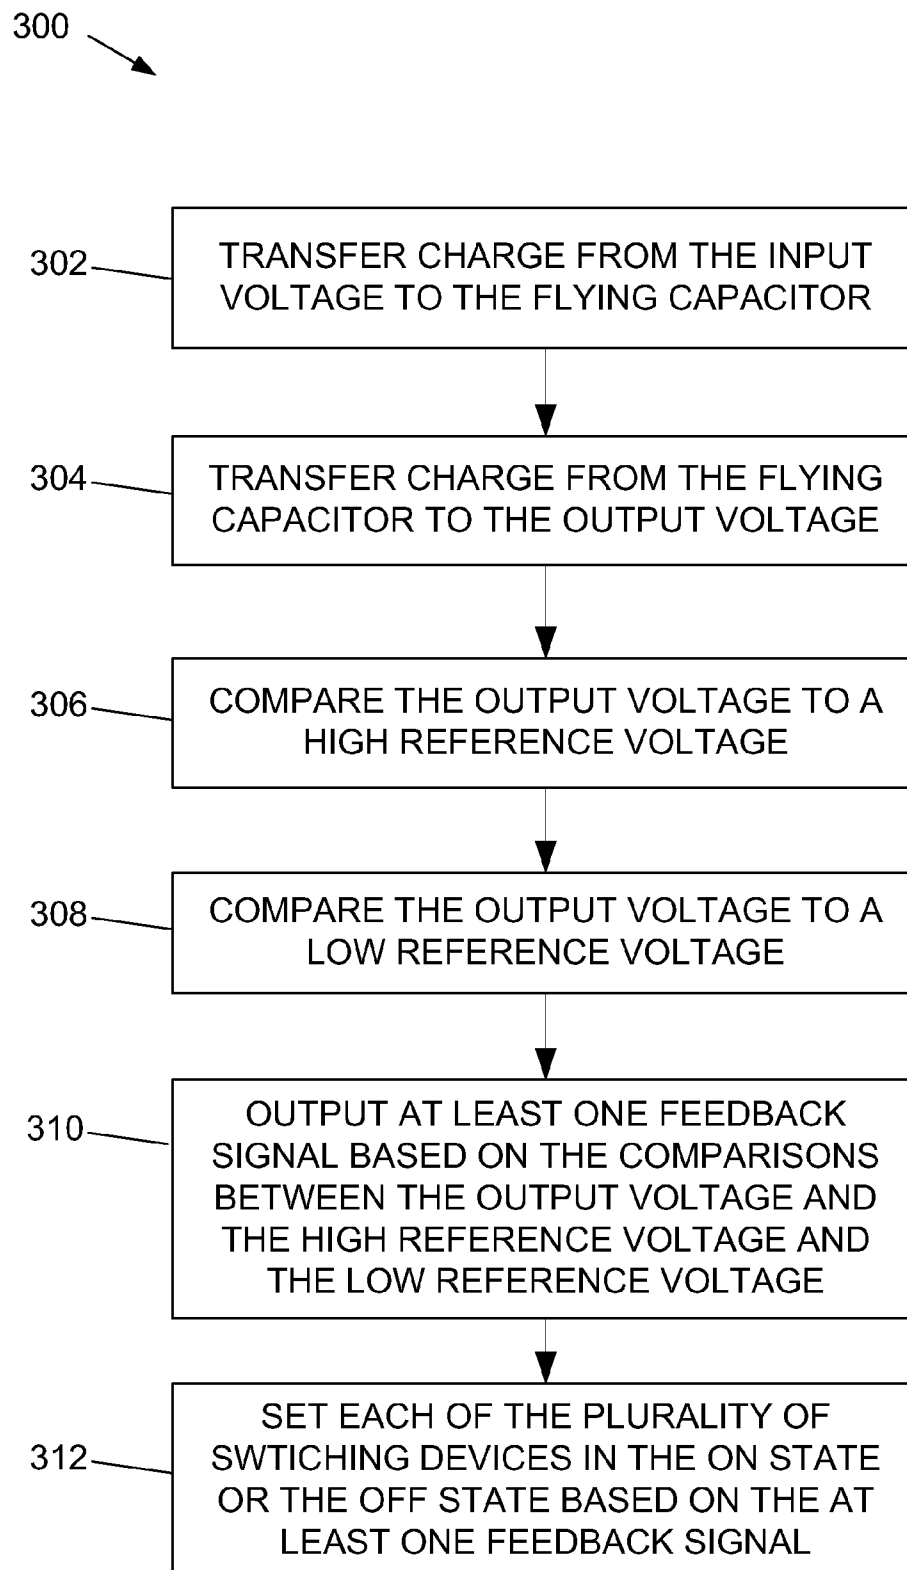 300
302
TRANSFER CHARGE FROM THE INPUT
VOLTAGE TO THE FLYING CAPACITOR
304
TRANSFER CHARGE FROM THE FLYING
CAPACITOR TO THE OUTPUT VOLTAGE
306
COMPARE THE OUTPUT VOLTAGE TO A
HIGH REFERENCE VOLTAGE
308
COMPARE THE OUTPUT VOLTAGE TO A
LOW REFERENCE VOLTAGE
310
OUTPUT AT LEAST ONE FEEDBACK
SIGNAL BASED ON THE COMPARISONS
BETWEEN THE OUTPUT VOLTAGE AND
THE HIGH REFERENCE VOLTAGE AND
THE LOW REFERENCE VOLTAGE
312
SET EACH OF THE PLURALITY OF
SWTICHING DEVICES IN THE ON STATE
OR THE OFF STATE BASED ON THE AT
LEAST ONE FEEDBACK SIGNAL